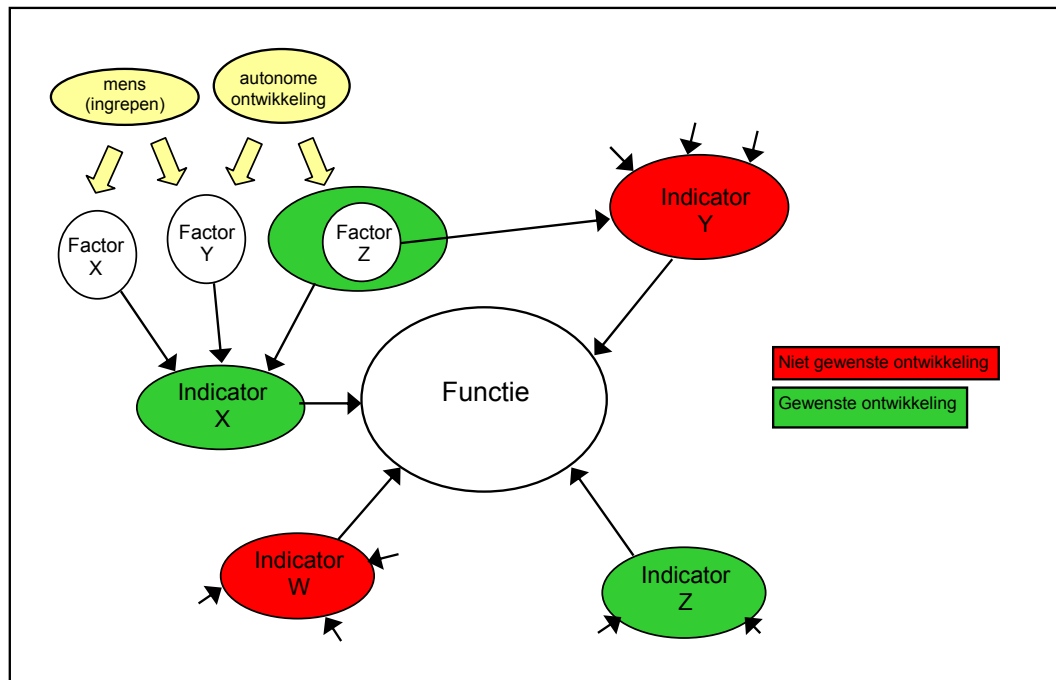 mens
(ingrepen)
autonome
ontwikkeling
Factor
X
Factor
Y
Factor
Z
Indicator
Y
Indicator
X
Functie
Niet gewenste ontwikkeling
Gewenste ontwikkeling
Indicator
W
Indicator
Z